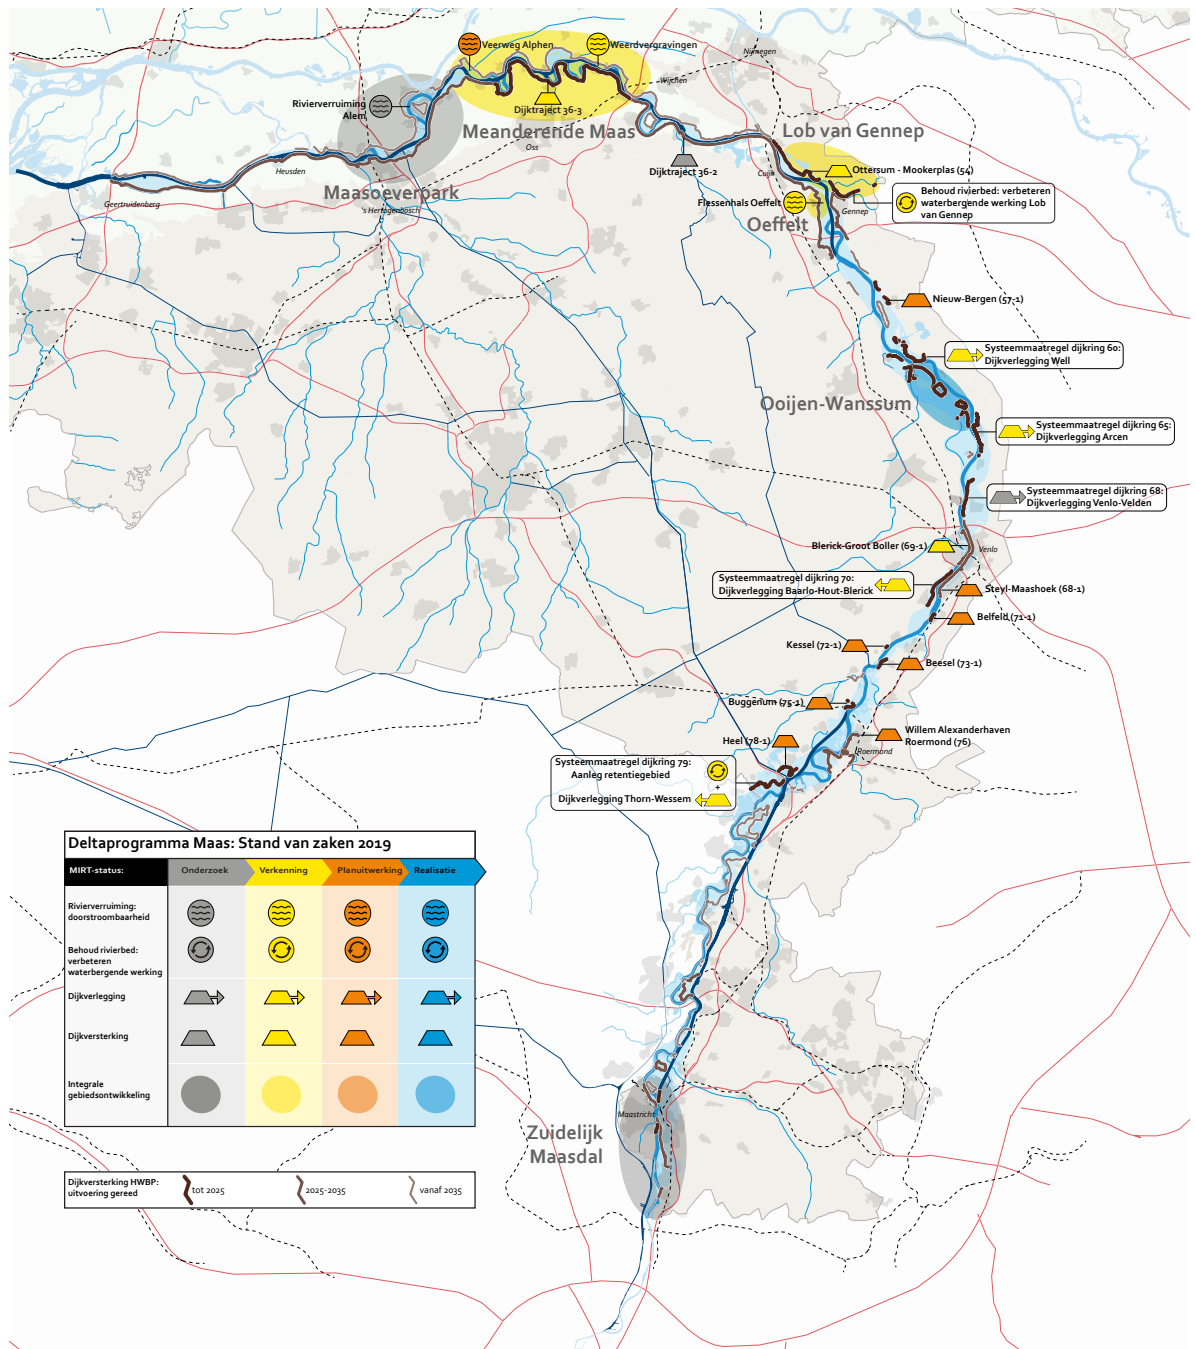 Veerweg Alphen
Weerdvergravingen
Nijmegen
Wijchen
Rivierverruiming
Alem
Dijktraject 36-3
Meanderende Maas
Oss
Lob van Gennep
Heusden
Dijktraject 36-2
Cuijk
Ottersum - Mookerplas (54)
Maasoeverpark
Geertruidenberg
's Hertogenbosch
Flessenhals Oeffelt
Gennep
Oeffelt
Behoud rivierbed: verbeteren
waterbergende werking Lob
van Gennep
Nieuw-Bergen (57-1)
Systeemmaatregel dijkring 60:
Dijkverlegging Well
Ooijen-Wanssum
Systeemmaatregel dijkring 65:
Dijkverlegging Arcen
Systeemmaatregel dijkring 68:
Dijkverlegging Venlo-Velden
Blerick-Groot Boller (69-1)
Venlo
Systeemmaatregel dijkring 70:
Dijkverlegging Baarlo-Hout-Blerick
Steyl-Maashoek (68-1)
Belfeld (71-1)
Kessel (72-1)
Beesel (73-1)
Buggenum (75-1)
Willem Alexanderhaven
Roermond (76)
Heel (78-1)
Roermond
Systeemmaatregel dijkring 79:
Aanleg retentiegebied
+
Dijkverlegging Thorn-Wessem
Deltaprogramma Maas: Stand van zaken 2019
MIRT-status:
Onderzoek
Verkenning
Planuitwerking
Realisatie
Rivierverruiming:
doorstroombaarheid
Behoud rivierbed:
verbeteren
waterbergende werking
Dijkverlegging
Dijkversterking
Integrale
gebiedsontwikkeling
Maastricht
Zuidelijk
Maasdal
Dijkversterking HWBP:
uitvoering gereed
tot 2025
2025-2035
vanaf 2035